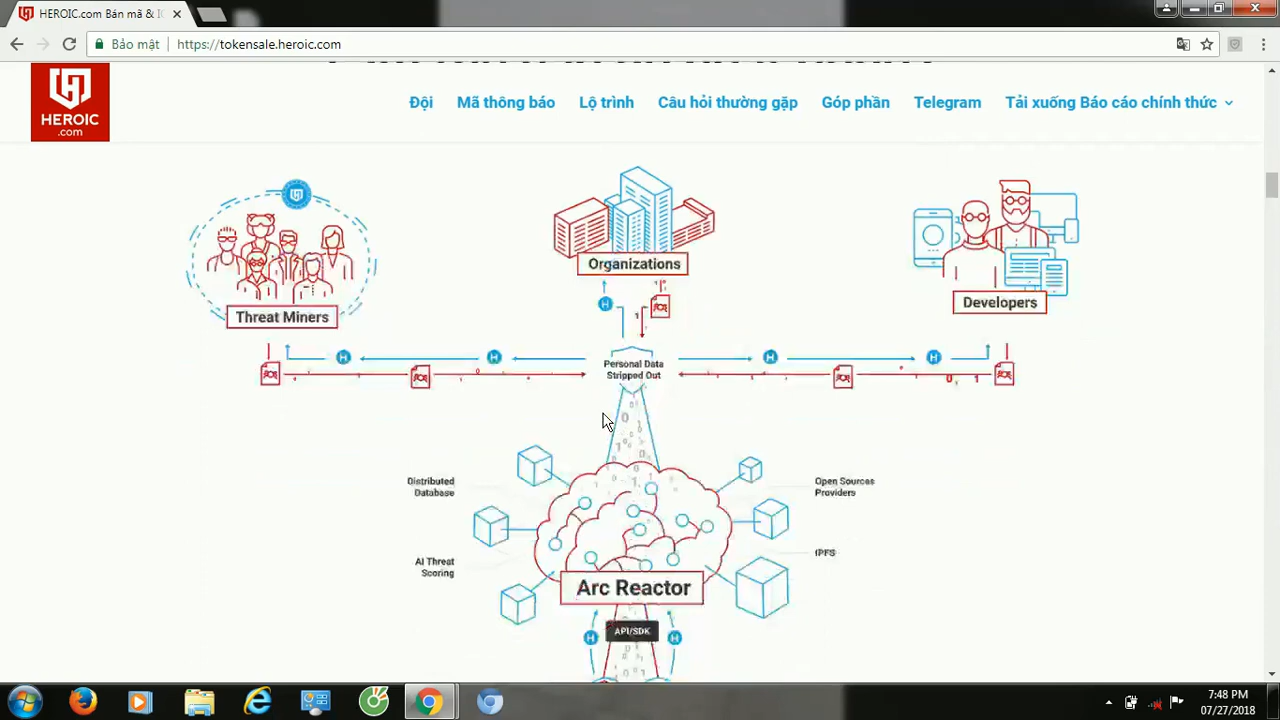 HEROIC.com Bán mã & I
Bảo mật
https://tokensale.heroic.com
HEROIC
.com
Đội
Mã thông báo
Lộ trình
Câu hỏi thường gặp
Góp phần
Telegram
Tải xuống Báo cáo chính thức
Organizations
Threat Miners
Developers
Personal Data
Stripped Out
Distributed
Database
Open Sources
Providers
AI Threat
Scoring
IPFS
Arc Reactor
API/SDK
7:48 PM
07/27/2018